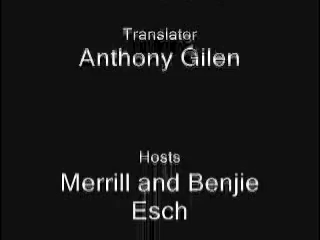 Translator
Anthony Gilen
Hosts
Merrill and Benjie
Esch